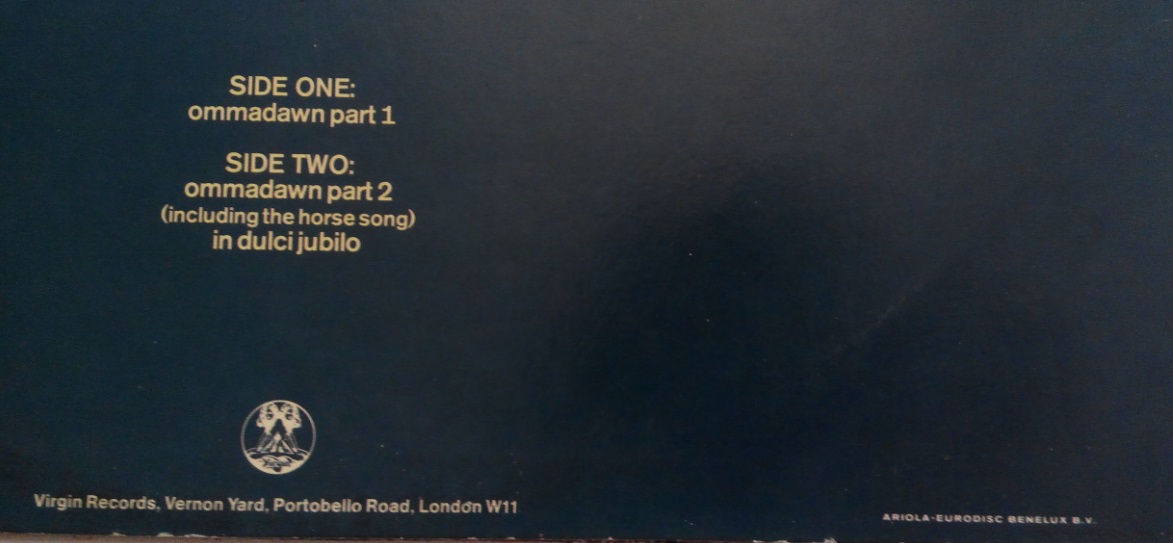 SIDE ONE:
ommadawn part 1
SIDE TWO:
ommadawn part 2
(including the horse song)
in dulci jubilo
Virgin Records, Vernon Yard, Portobello Road, London W11
ARIOLA-EURODISC BENELUX B.V.